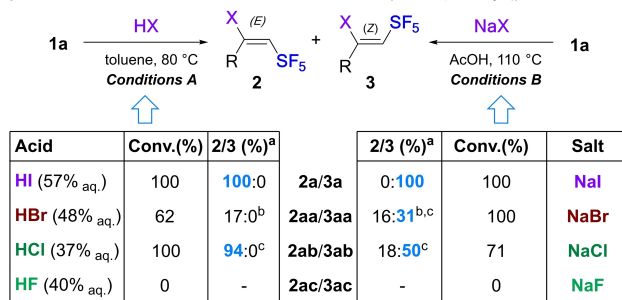 HX NaX
1a X (E) SF5 R 2 + X (Z) SF5 R 3 1a
toluene, 80 °C AcOH, 110 °C
Conditions A Conditions B
Acid Conv.(%) 2/3 (%)a 2/3 (%)a Conv.(%) Salt
HI (57% aq.) 100 100:0 2a/3a 0:100 100 NaI
HBr (48% aq.) 62 17:0b 2aa/3aa 16:31b,c 100 NaBr
HCl (37% aq.) 100 94:0c 2ab/3ab 18:50c 71 NaCl
HF (40% aq.) 0 - 2ac/3ac - 0 NaF